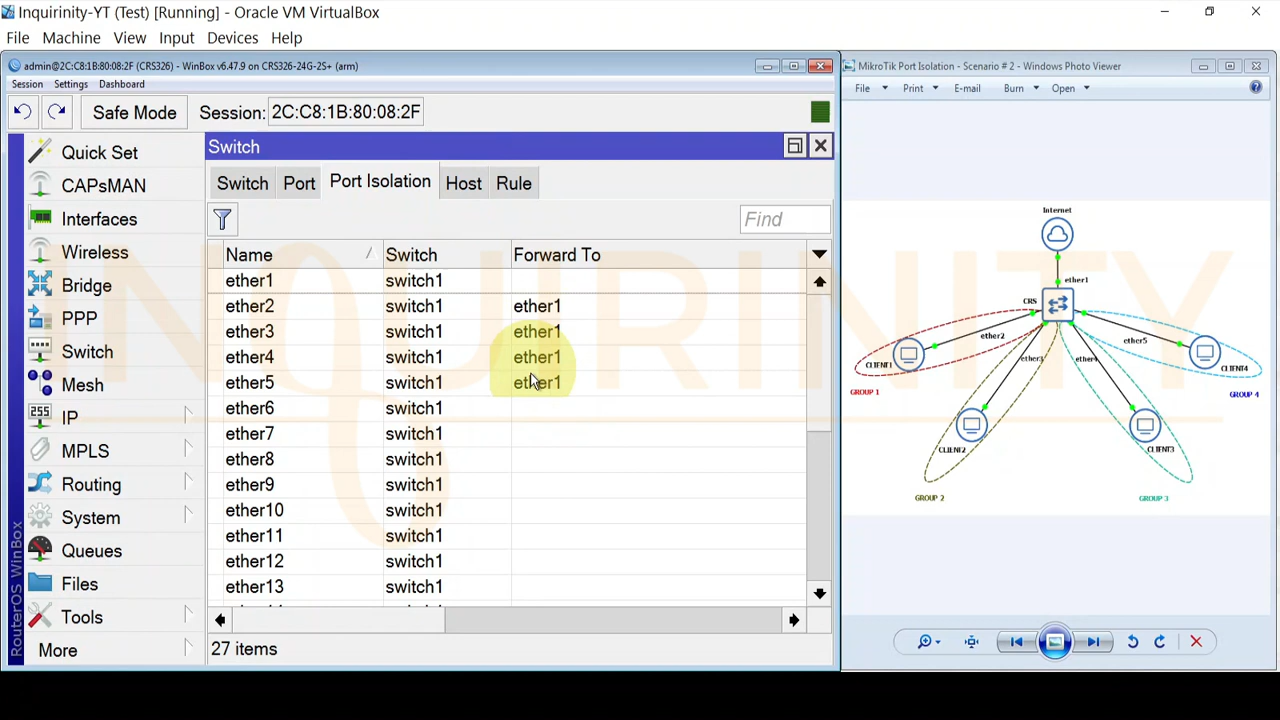 Inquirinity-YT (Test) [Running] - Oracle VM VirtualBox
File Machine View Input Devices Help
admin@2C:C8:1B:80:08:2F (CRS326) - WinBox v6.47.9 on CRS326-24G-2S+ (arm)
Session Settings Dashboard
Safe Mode Session: 2C:C8:1B:80:08:2F
Quick Set
CAPsMAN
Interfaces
Wireless
Bridge
PPP
Switch
Mesh
255 IP
MPLS
Routing
System
Queues
Files
Tools
More
RouterOS WinBox
Switch
Switch Port Port Isolation Host Rule
Find
Name Switch Forward To
ether1 switch1
ether2 switch1 ether1
ether3 switch1 ether1
ether4 switch1 ether1
ether5 switch1 ether1
ether6 switch1
ether7 switch1
ether8 switch1
ether9 switch1
ether10 switch1
ether11 switch1
ether12 switch1
ether13 switch1
27 items
INQUIRINITY
MikroTik Port Isolation - Scenario # 2 - Windows Photo Viewer
File Print E-mail Burn Open
Internet
ether1
CRS
ether2
ether5
ether3
ether4
CLIENT1
CLIENT4
GROUP 1
GROUP 4
CLIENT2
CLIENT3
GROUP 2
GROUP 3